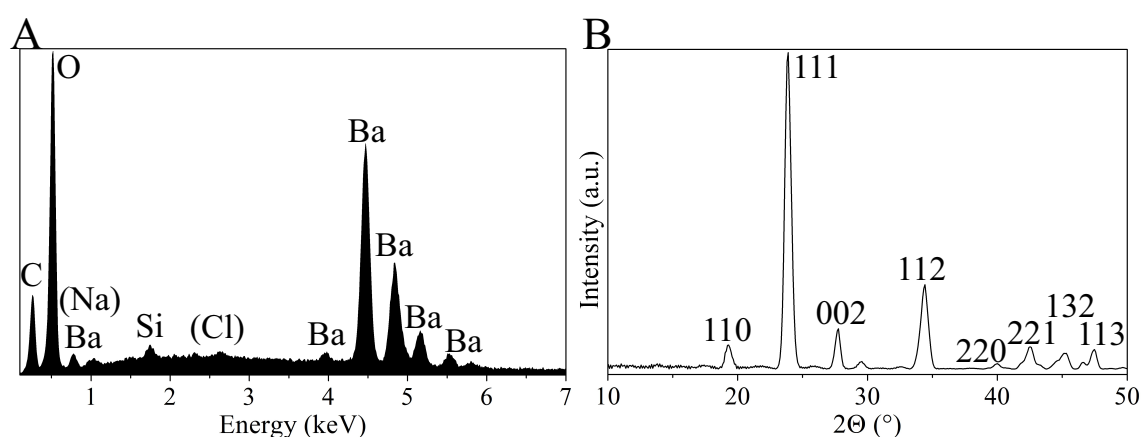 A
O
C
(Na)
Ba
Si
(Cl)
Ba
Ba
Ba
Ba
Ba
1 2 3 4 5 6 7
Energy (keV)
B
Intensity (a.u.)
110
111
002
112
220
221
132
113
10 20 30 40 50
2Θ (°)